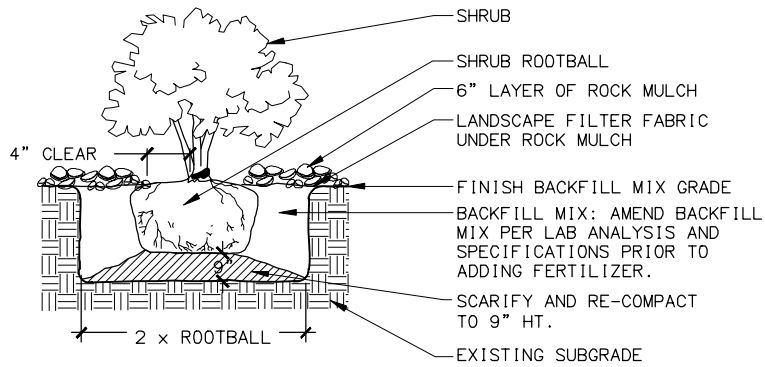 SHRUB
SHRUB ROOTBALL
6” LAYER OF ROCK MULCH
LANDSCAPE FILTER FABRIC
UNDER ROCK MULCH
4” CLEAR
FINISH BACKFILL MIX GRADE
BACKFILL MIX: AMEND BACKFILL
MIX PER LAB ANALYSIS AND
SPECIFICATIONS PRIOR TO
ADDING FERTILIZER.
9”
SCARIFY AND RE-COMPACT
TO 9” HT.
2 x ROOTBALL
EXISTING SUBGRADE